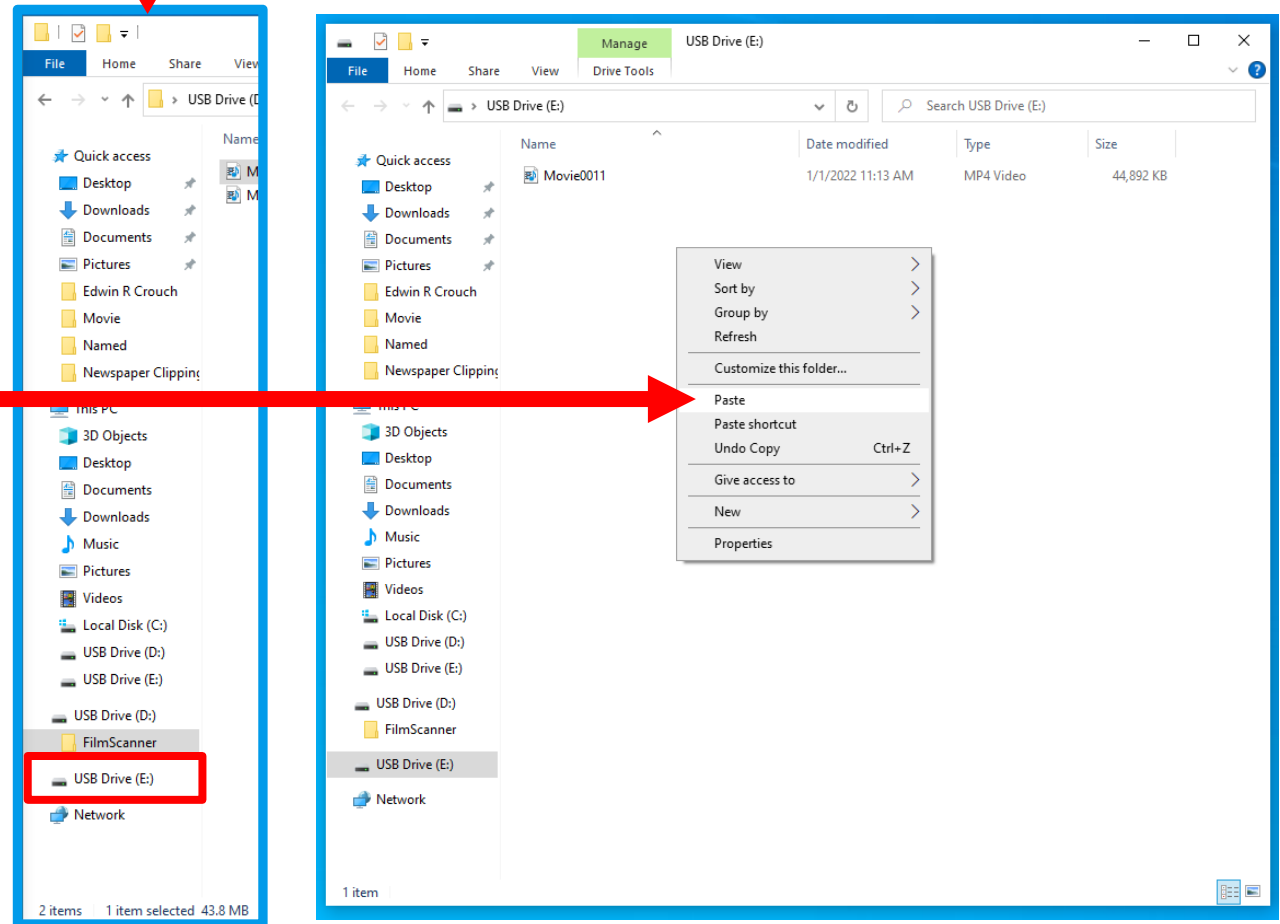 File Home Share View
USB Drive (D
Name
Quick access
Desktop
Downloads
Documents
Pictures
Edwin R Crouch
Movie
Named
Newspaper Clipping
This PC
3D Objects
Desktop
Documents
Downloads
Music
Pictures
Videos
Local Disk (C:)
USB Drive (D:)
USB Drive (E:)
USB Drive (D:)
FilmScanner
USB Drive (E:)
Network
M
M
2 items 1 item selected 43.8 MB
Manage USB Drive (E:)
File Home Share View Drive Tools
USB Drive (E:) Search USB Drive (E:)
Name Date modified Type Size
Movie0011 1/1/2022 11:13 AM MP4 Video 44,892 KB
Quick access
Desktop
Downloads
Documents
Pictures
Edwin R Crouch
Movie
Named
Newspaper Clipping
This PC
3D Objects
Desktop
Documents
Downloads
Music
Pictures
Videos
Local Disk (C:)
USB Drive (D:)
USB Drive (E:)
USB Drive (D:)
FilmScanner
USB Drive (E:)
Network
View
Sort by
Group by
Refresh
Customize this folder...
Paste
Paste shortcut
Undo Copy Ctrl+Z
Give access to
New
Properties
1 item